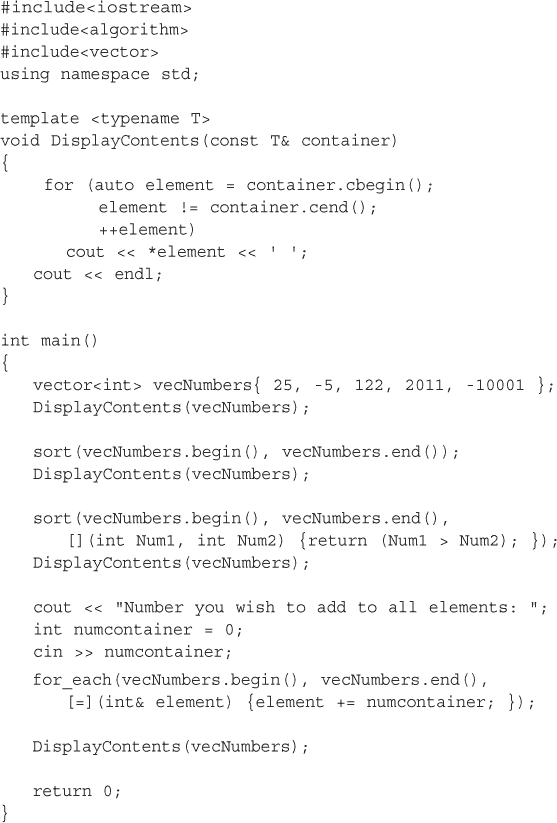 #include<iostream>
#include<algorithm>
#include<vector>
using namespace std;

template <typename T>
void DisplayContents(const T& container)
{
    for (auto element = container.cbegin();
         element != container.cend();
         ++element)
      cout << *element << ' ';
   cout << endl;
}

int main()
{
   vector<int> vecNumbers{ 25, -5, 122, 2011, -10001 };
   DisplayContents(vecNumbers);

   sort(vecNumbers.begin(), vecNumbers.end());
   DisplayContents(vecNumbers);

   sort(vecNumbers.begin(), vecNumbers.end(),
      [](int Num1, int Num2) {return (Num1 > Num2); });
   DisplayContents(vecNumbers);

   cout << "Number you wish to add to all elements: ";
   int numcontainer = 0;
   cin >> numcontainer;
   for_each(vecNumbers.begin(), vecNumbers.end(),
      [=](int& element) {element += numcontainer; });

   DisplayContents(vecNumbers);

   return 0;
}